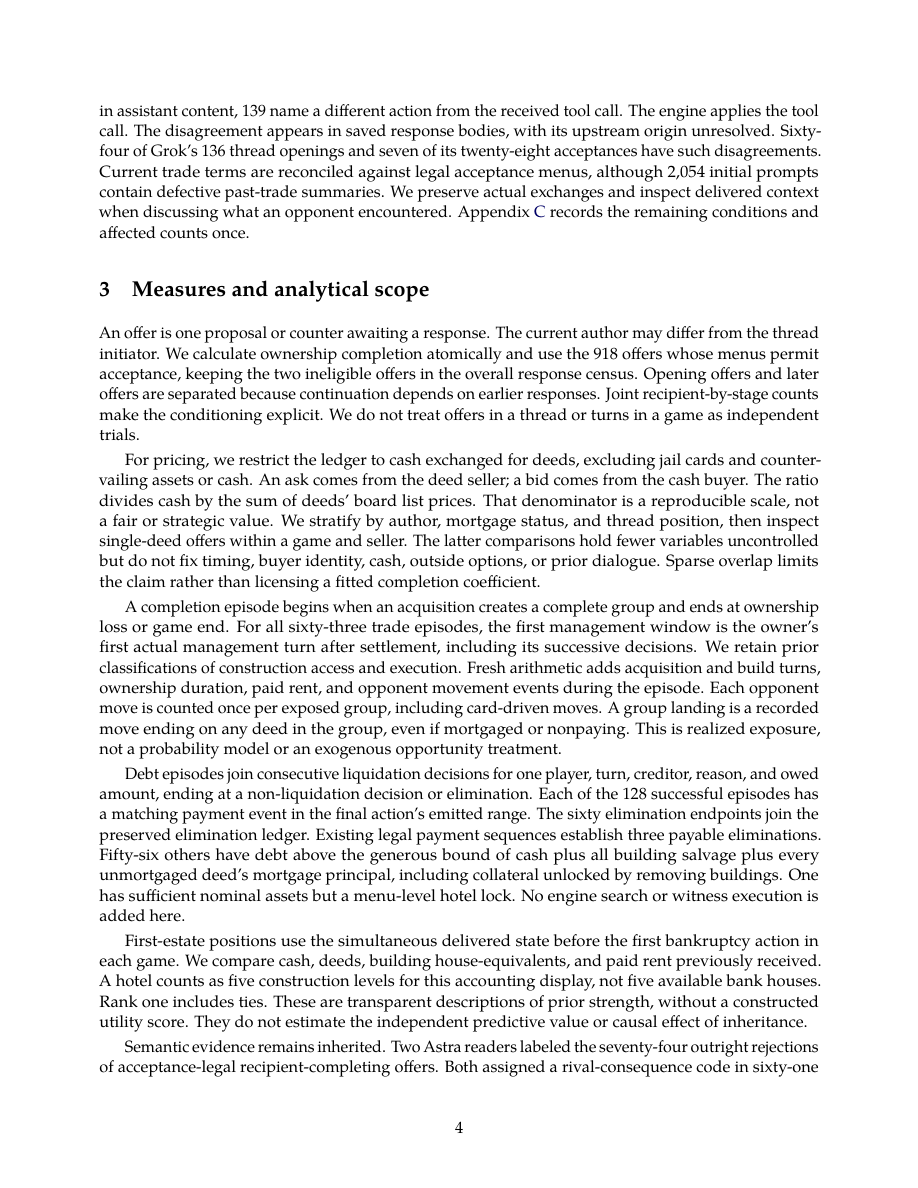 in assistant content, 139 name a different action from the received tool call. The engine applies the tool
call. The disagreement appears in saved response bodies, with its upstream origin unresolved. Sixty-
four of Grok's 136 thread openings and seven of its twenty-eight acceptances have such disagreements.
Current trade terms are reconciled against legal acceptance menus, although 2,054 initial prompts
contain defective past-trade summaries. We preserve actual exchanges and inspect delivered context
when discussing what an opponent encountered. Appendix C records the remaining conditions and
affected counts once.
3 Measures and analytical scope
An offer is one proposal or counter awaiting a response. The current author may differ from the thread
initiator. We calculate ownership completion atomically and use the 918 offers whose menus permit
acceptance, keeping the two ineligible offers in the overall response census. Opening offers and later
offers are separated because continuation depends on earlier responses. Joint recipient-by-stage counts
make the conditioning explicit. We do not treat offers in a thread or turns in a game as independent
trials.
For pricing, we restrict the ledger to cash exchanged for deeds, excluding jail cards and counter-
vailing assets or cash. An ask comes from the deed seller; a bid comes from the cash buyer. The ratio
divides cash by the sum of deeds' board list prices. That denominator is a reproducible scale, not
a fair or strategic value. We stratify by author, mortgage status, and thread position, then inspect
single-deed offers within a game and seller. The latter comparisons hold fewer variables uncontrolled
but do not fix timing, buyer identity, cash, outside options, or prior dialogue. Sparse overlap limits
the claim rather than licensing a fitted completion coefficient.
A completion episode begins when an acquisition creates a complete group and ends at ownership
loss or game end. For all sixty-three trade episodes, the first management window is the owner's
first actual management turn after settlement, including its successive decisions. We retain prior
classifications of construction access and execution. Fresh arithmetic adds acquisition and build turns,
ownership duration, paid rent, and opponent movement events during the episode. Each opponent
move is counted once per exposed group, including card-driven moves. A group landing is a recorded
move ending on any deed in the group, even if mortgaged or nonpaying. This is realized exposure,
not a probability model or an exogenous opportunity treatment.
Debt episodes join consecutive liquidation decisions for one player, turn, creditor, reason, and owed
amount, ending at a non-liquidation decision or elimination. Each of the 128 successful episodes has
a matching payment event in the final action's emitted range. The sixty elimination endpoints join the
preserved elimination ledger. Existing legal payment sequences establish three payable eliminations.
Fifty-six others have debt above the generous bound of cash plus all building salvage plus every
unmortgaged deed's mortgage principal, including collateral unlocked by removing buildings. One
has sufficient nominal assets but a menu-level hotel lock. No engine search or witness execution is
added here.
First-estate positions use the simultaneous delivered state before the first bankruptcy action in
each game. We compare cash, deeds, building house-equivalents, and paid rent previously received.
A hotel counts as five construction levels for this accounting display, not five available bank houses.
Rank one includes ties. These are transparent descriptions of prior strength, without a constructed
utility score. They do not estimate the independent predictive value or causal effect of inheritance.
Semantic evidence remains inherited. Two Astra readers labeled the seventy-four outright rejections
of acceptance-legal recipient-completing offers. Both assigned a rival-consequence code in sixty-one
4